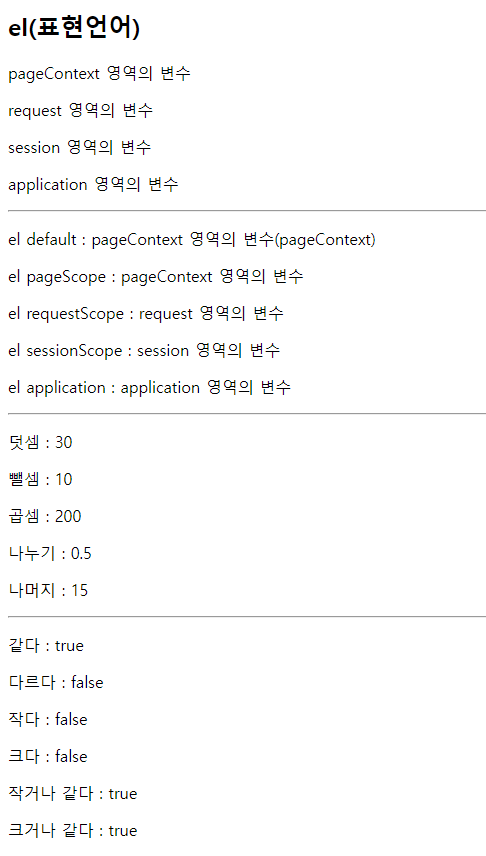 el(표현언어)
pageContext 영역의 변수
request 영역의 변수
session 영역의 변수
application 영역의 변수
el default : pageContext 영역의 변수(pageContext)
el pageScope : pageContext 영역의 변수
el requestScope : request 영역의 변수
el sessionScope : session 영역의 변수
el application : application 영역의 변수
덧셈 : 30
뺄셈 : 10
곱셈 : 200
나누기 : 0.5
나머지 : 15
같다 : true
다르다 : false
작다 : false
크다 : false
작거나 같다 : true
크거나 같다 : true